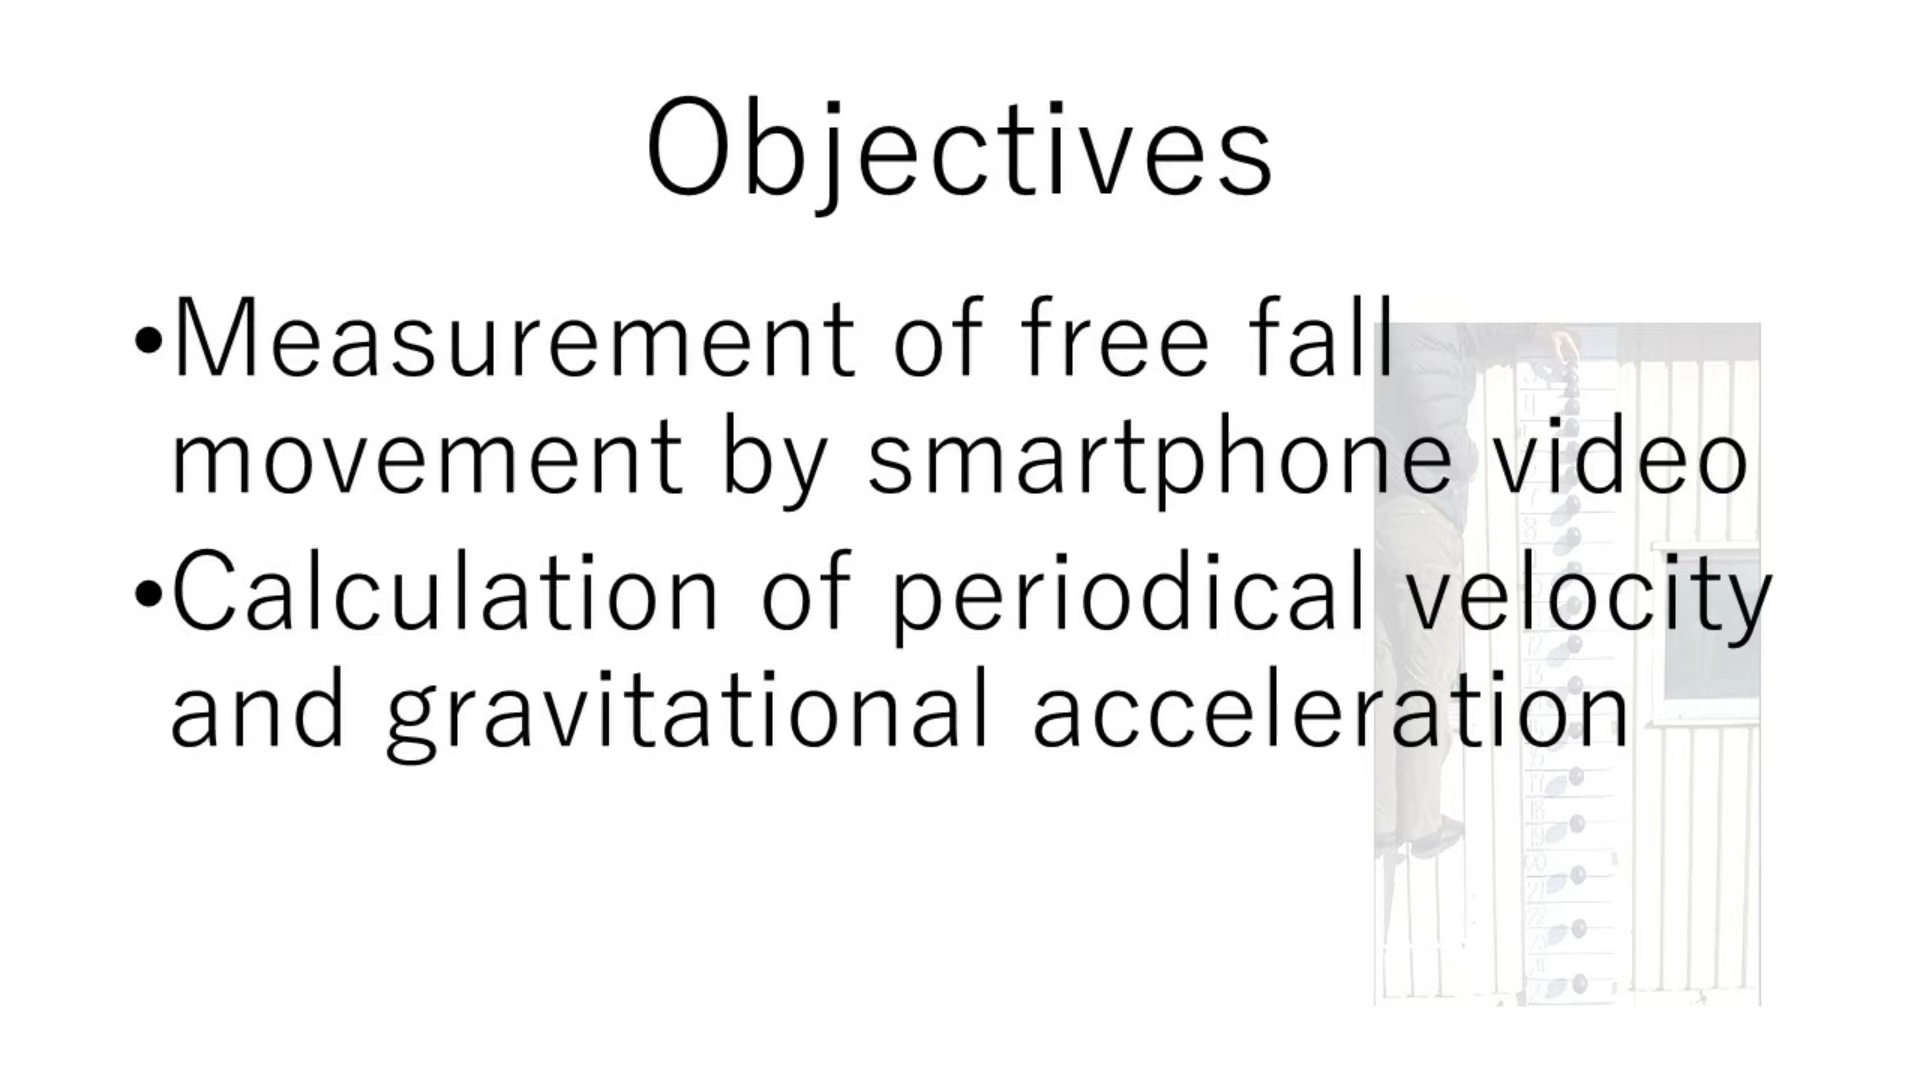 Objectives
•Measurement of free fall
movement by smartphone video
•Calculation of periodical velocity
and gravitational acceleration